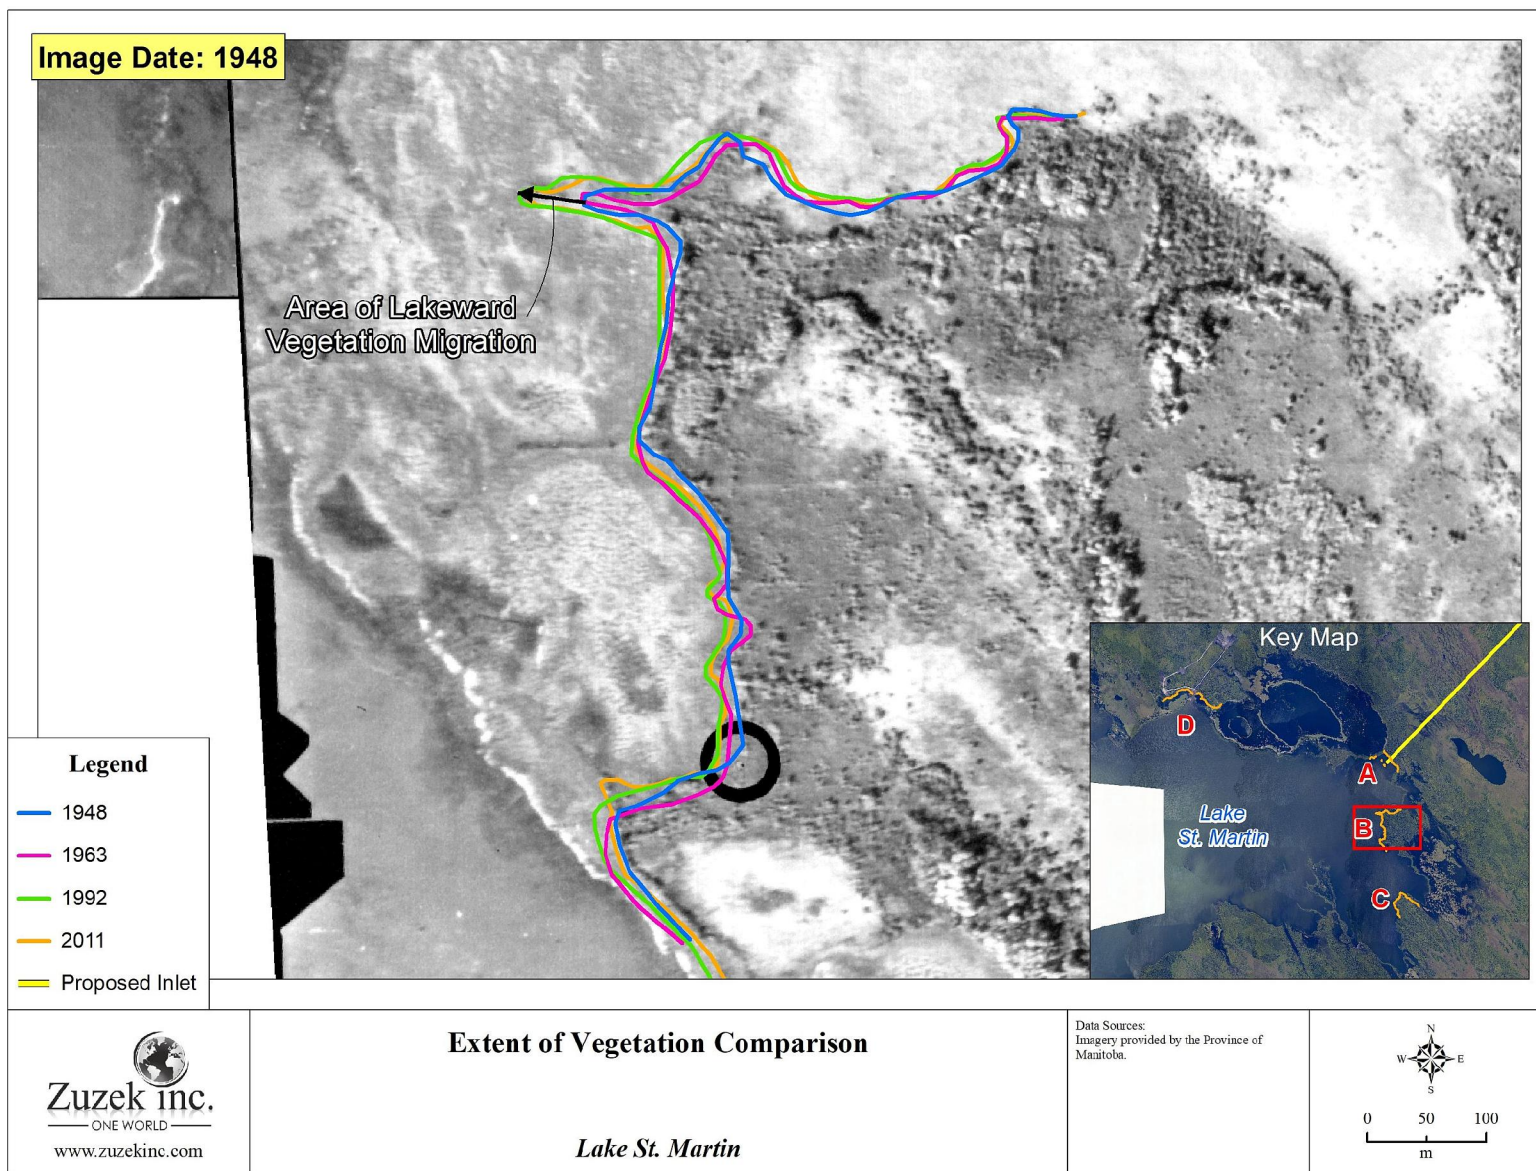 Image Date: 1948
Area of Lakeward
Vegetation Migration
Key Map
D
A
Lake
St. Martin
B
C
Legend
1948
1963
1992
2011
Proposed Inlet
Zuzek inc.
ONE WORLD
www.zuzekinc.com
Extent of Vegetation Comparison
Lake St. Martin
Data Sources:
Imagery provided by the Province of
Manitoba.
N
W E
S
0 50 100
m